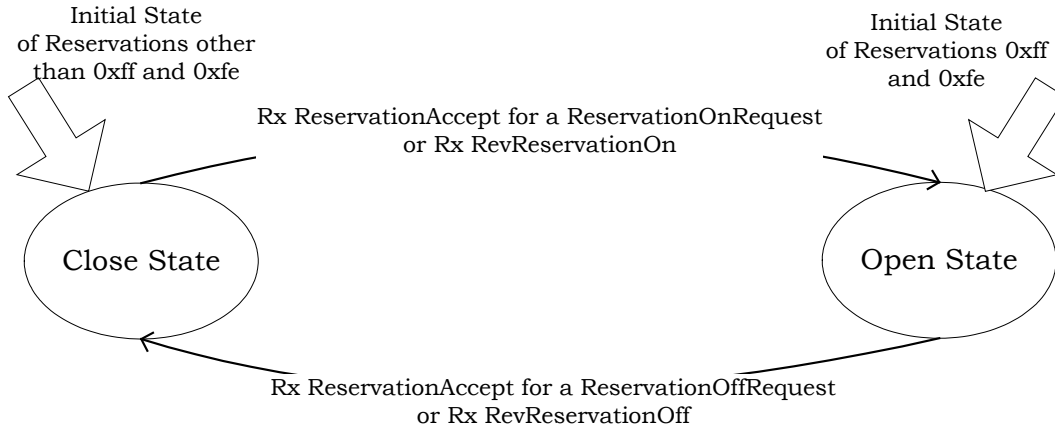 Initial State
of Reservations other
than 0xff and 0xfe
Initial State
of Reservations 0xff
and 0xfe
Rx ReservationAccept for a ReservationOnRequest
or Rx RevReservationOn
Close State
Open State
Rx ReservationAccept for a ReservationOffRequest
or Rx RevReservationOff